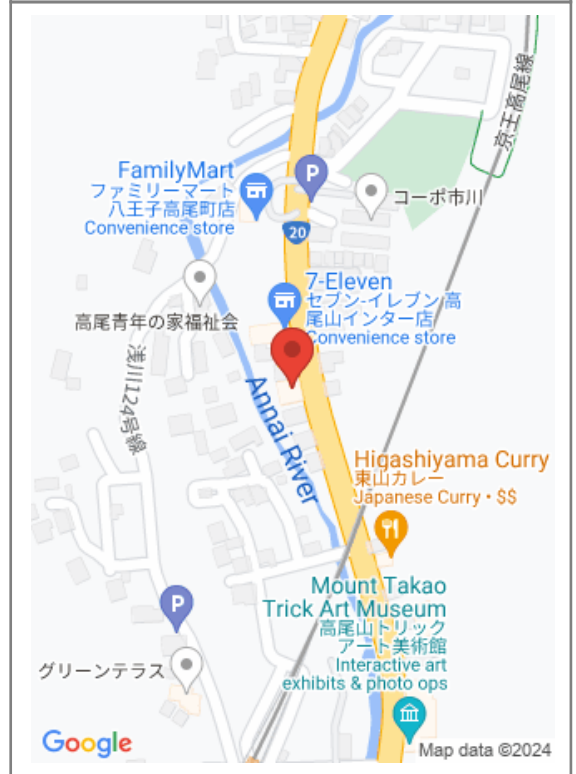 京王高尾線
FamilyMart
ファミリーマート
八王子高尾町店
Convenience store
P
コーポ市川
20
7-Eleven
セブン-イレブン 高
尾山インター店
Convenience store
高尾青年の家福祉会
浅川124号線
Annai River
Higashiyama Curry
東山カレー
Japanese Curry • $$
Mount Takao
Trick Art Museum
高尾山トリック
アート美術館
Interactive art
exhibits & photo ops
P
グリーンテラス
Google
Map data ©2024